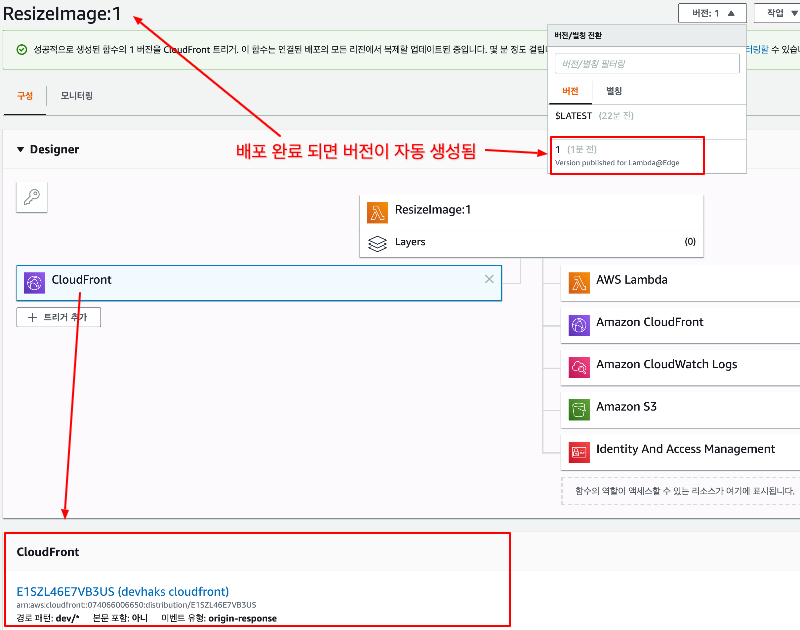 ResizeImage:1
버전: 1 ▲
작업 ▼
성공적으로 생성된 함수의 1 버전을 CloudFront 트리거. 이 함수는 연결된 배포의 모든 리전에서 복제할 업데이트된 중입니다. 몇 분 정도 걸립
터링할 수 있습
버전/별칭 전환
버전/별칭 필터링
버전 별칭
$LATEST (22분 전)
1 (1분 전)
Version published for Lambda@Edge
구성 모니터링
배포 완료 되면 버전이 자동 생성됨
▼ Designer
ResizeImage:1
Layers (0)
CloudFront ×
+ 트리거 추가
AWS Lambda
Amazon CloudFront
Amazon CloudWatch Logs
Amazon S3
Identity And Access Management
함수의 역할이 액세스할 수 있는 리소스가 여기에 표시됩니다.
CloudFront
E1SZL46E7VB3US (devhaks cloudfront)
arn:aws:cloudfront::074066006650:distribution/E1SZL46E7VB3US
경로 패턴: dev/* 본문 포함: 아니 이벤트 유형: origin-response